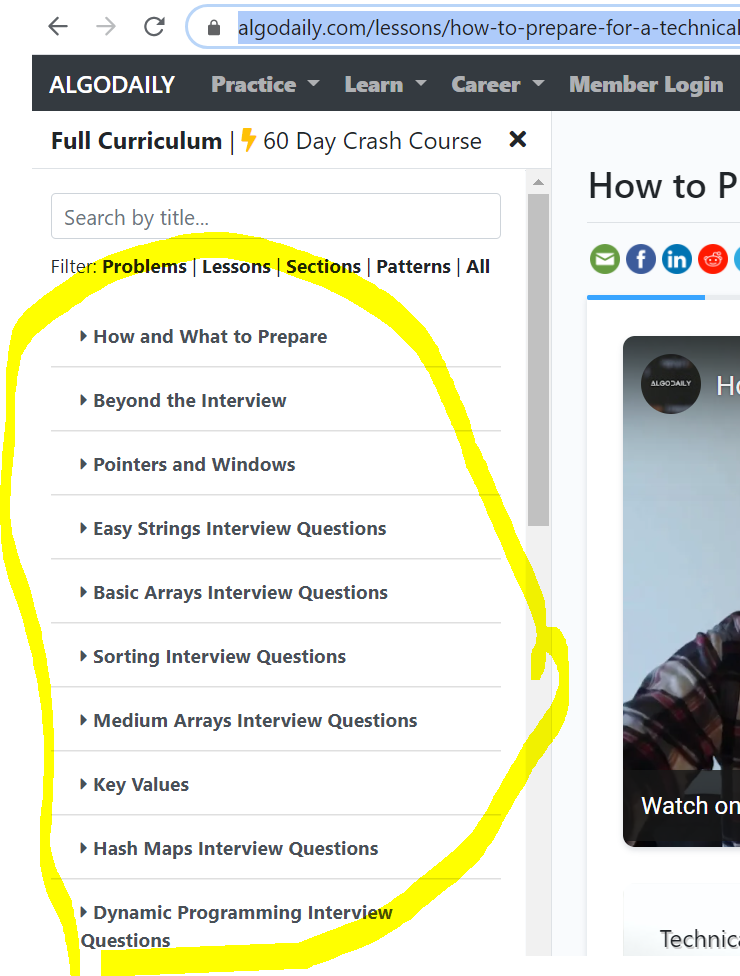 algodaily.com/lessons/how-to-prepare-for-a-technical
ALGODAILY Practice Learn Career Member Login
Full Curriculum | 60 Day Crash Course
Search by title...
Filter: Problems | Lessons | Sections | Patterns | All
How and What to Prepare
Beyond the Interview
Pointers and Windows
Easy Strings Interview Questions
Basic Arrays Interview Questions
Sorting Interview Questions
Medium Arrays Interview Questions
Key Values
Hash Maps Interview Questions
Dynamic Programming Interview
Questions
How to P
in
ALGODAILY
Watch on